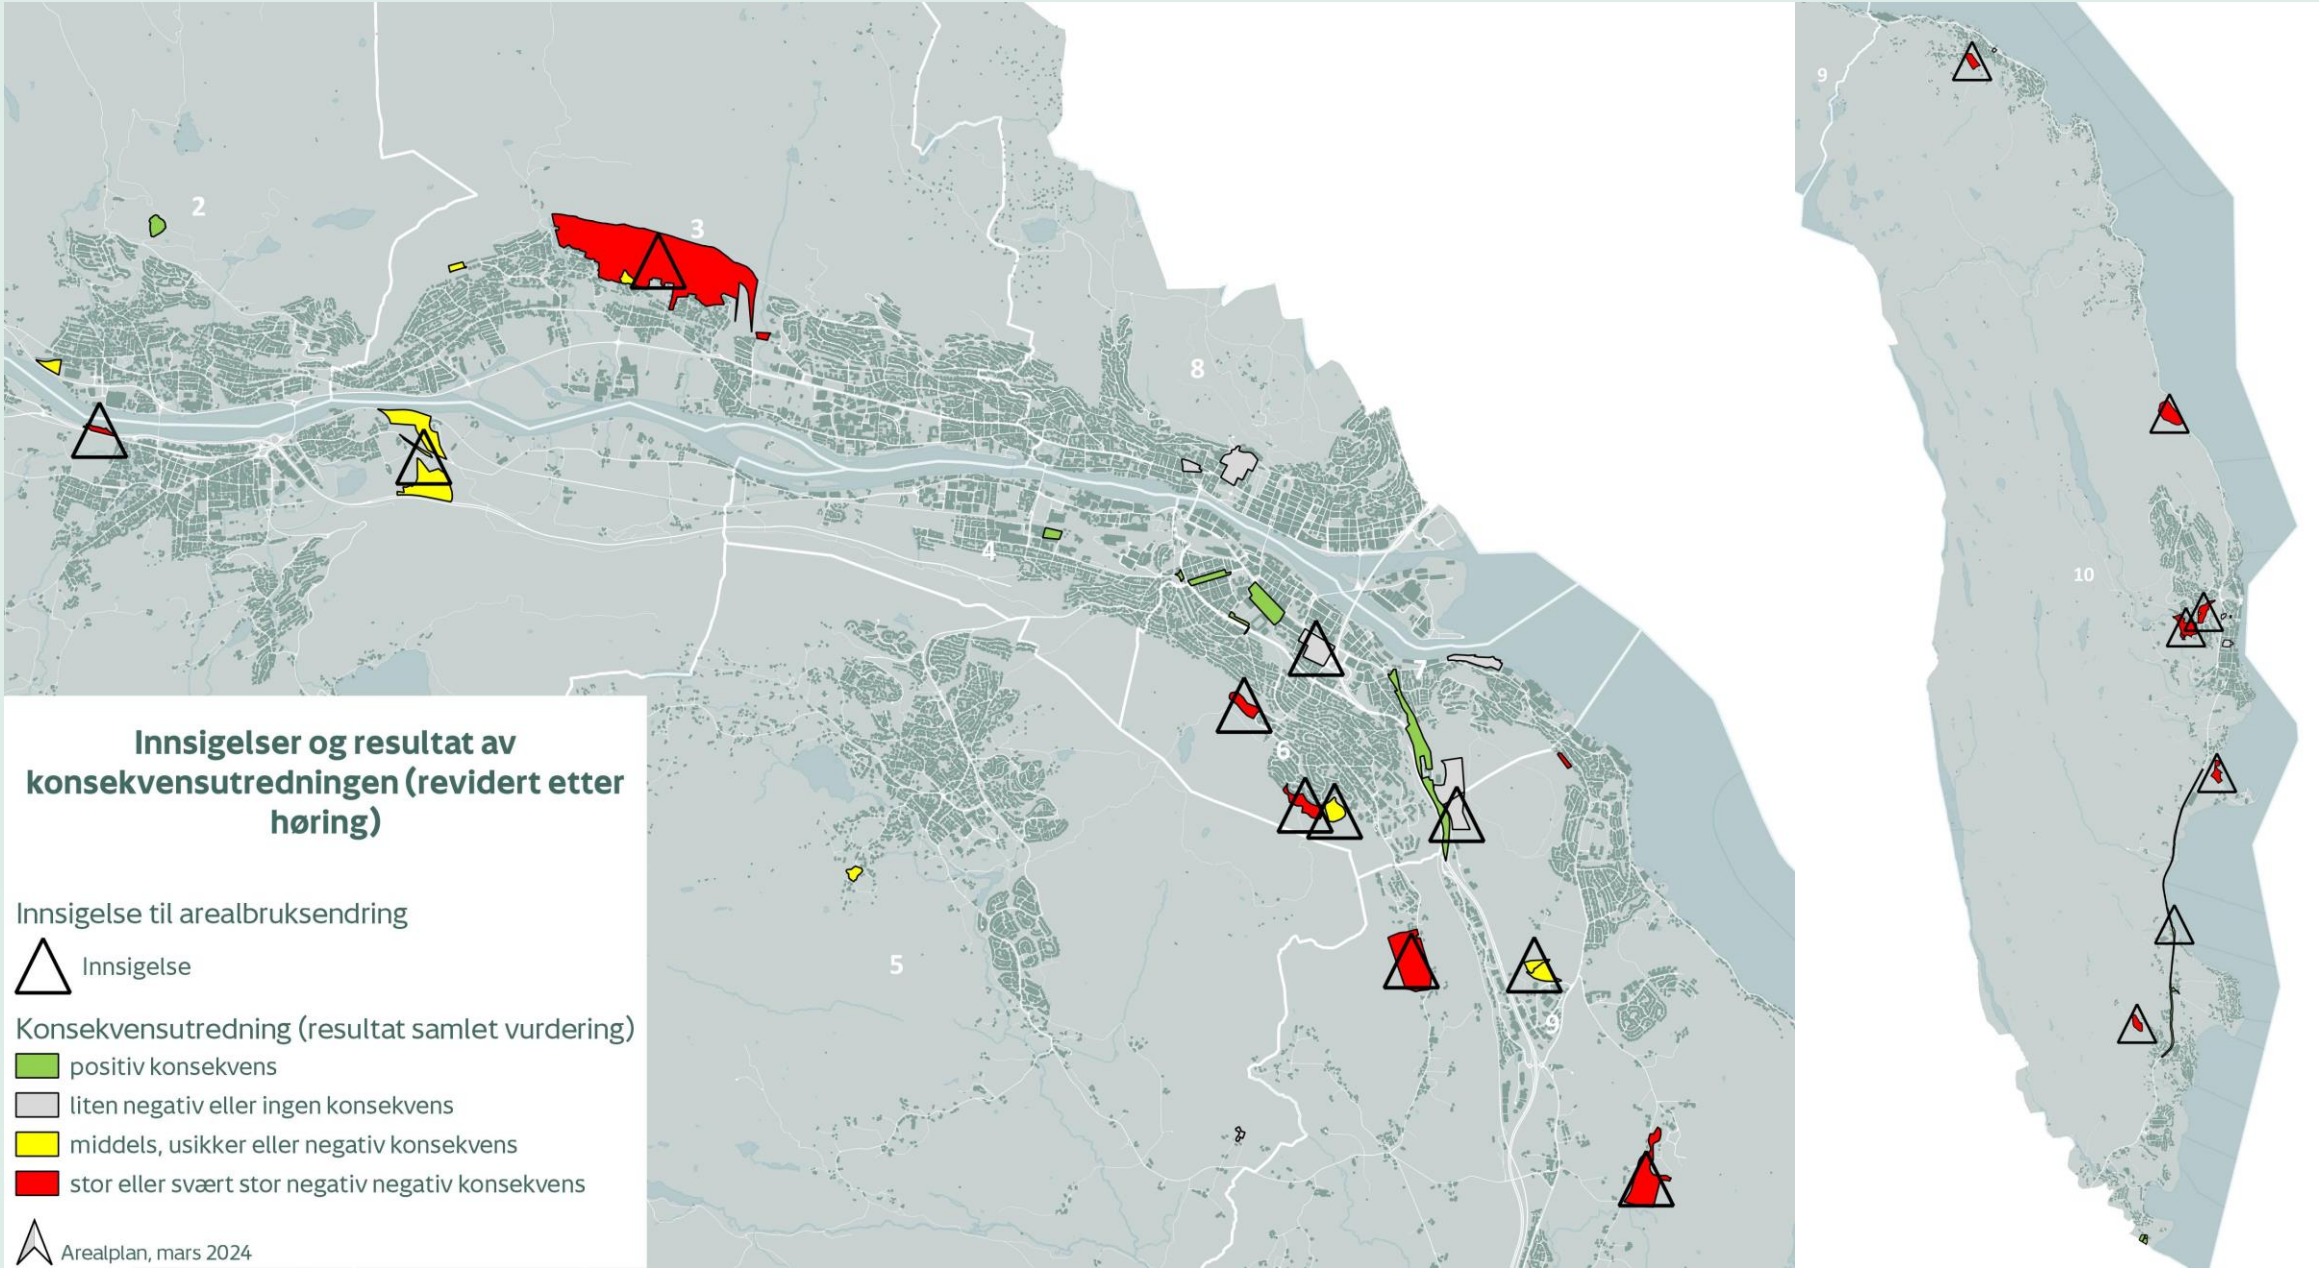 2
3
8
4
7
6
5
9
9
10
Innsigelser og resultat av
konsekvensutredningen (revidert etter
høring)
Innsigelse til arealbruksendring
Innsigelse
Konsekvensutredning (resultat samlet vurdering)
positiv konsekvens
liten negativ eller ingen konsekvens
middels, usikker eller negativ konsekvens
stor eller svært stor negativ negativ konsekvens
Arealplan, mars 2024